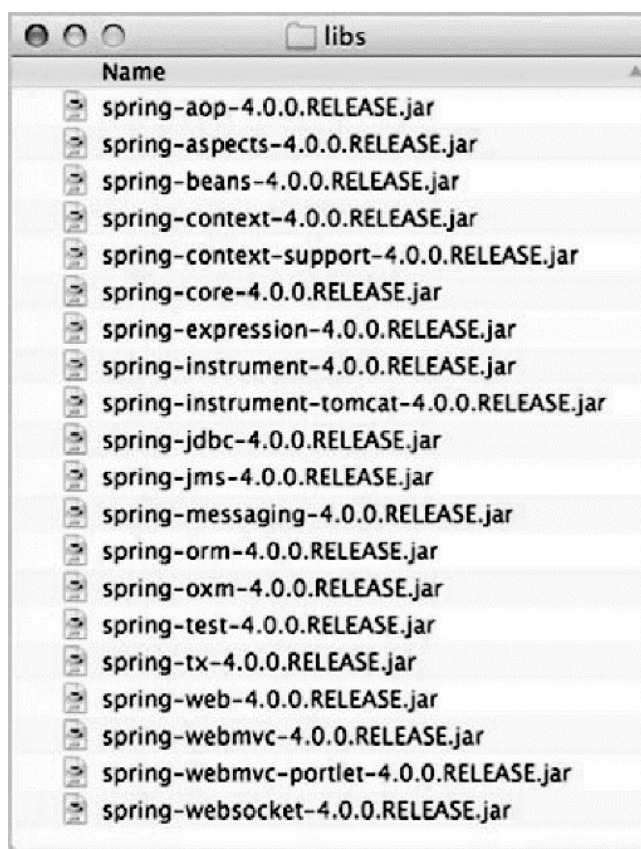 libs
Name
spring-aop-4.0.0.RELEASE.jar
spring-aspects-4.0.0.RELEASE.jar
spring-beans-4.0.0.RELEASE.jar
spring-context-4.0.0.RELEASE.jar
spring-context-support-4.0.0.RELEASE.jar
spring-core-4.0.0.RELEASE.jar
spring-expression-4.0.0.RELEASE.jar
spring-instrument-4.0.0.RELEASE.jar
spring-instrument-tomcat-4.0.0.RELEASE.jar
spring-jdbc-4.0.0.RELEASE.jar
spring-jms-4.0.0.RELEASE.jar
spring-messaging-4.0.0.RELEASE.jar
spring-orm-4.0.0.RELEASE.jar
spring-oxm-4.0.0.RELEASE.jar
spring-test-4.0.0.RELEASE.jar
spring-tx-4.0.0.RELEASE.jar
spring-web-4.0.0.RELEASE.jar
spring-webmvc-4.0.0.RELEASE.jar
spring-webmvc-portlet-4.0.0.RELEASE.jar
spring-websocket-4.0.0.RELEASE.jar